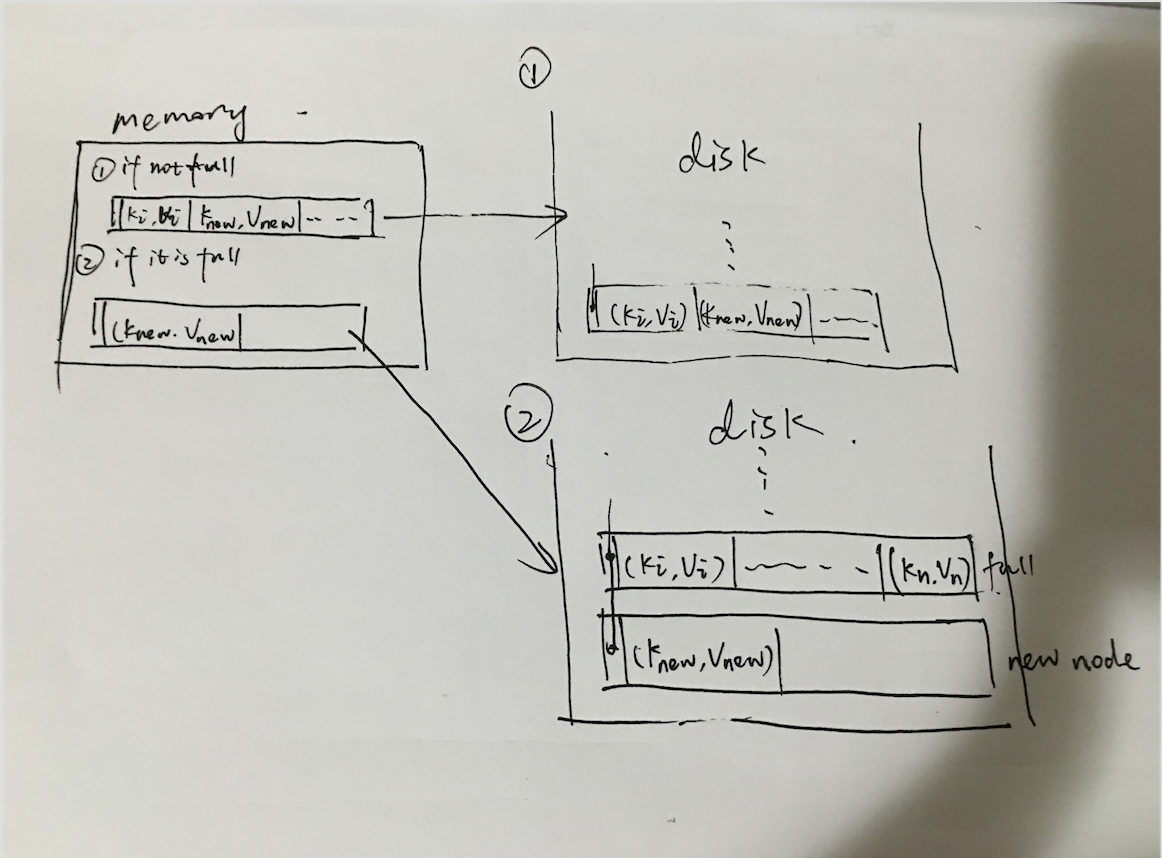 memory
① if not full
ki, vi | knew, Vnew | -- --
② if it is full
(knew. Vnew
①
disk
(ki, Vi) | (knew, Vnew) | ----
②
disk
(ki, Vi) | ---- - - | (kn. Vn) full
(knew, Vnew) new node